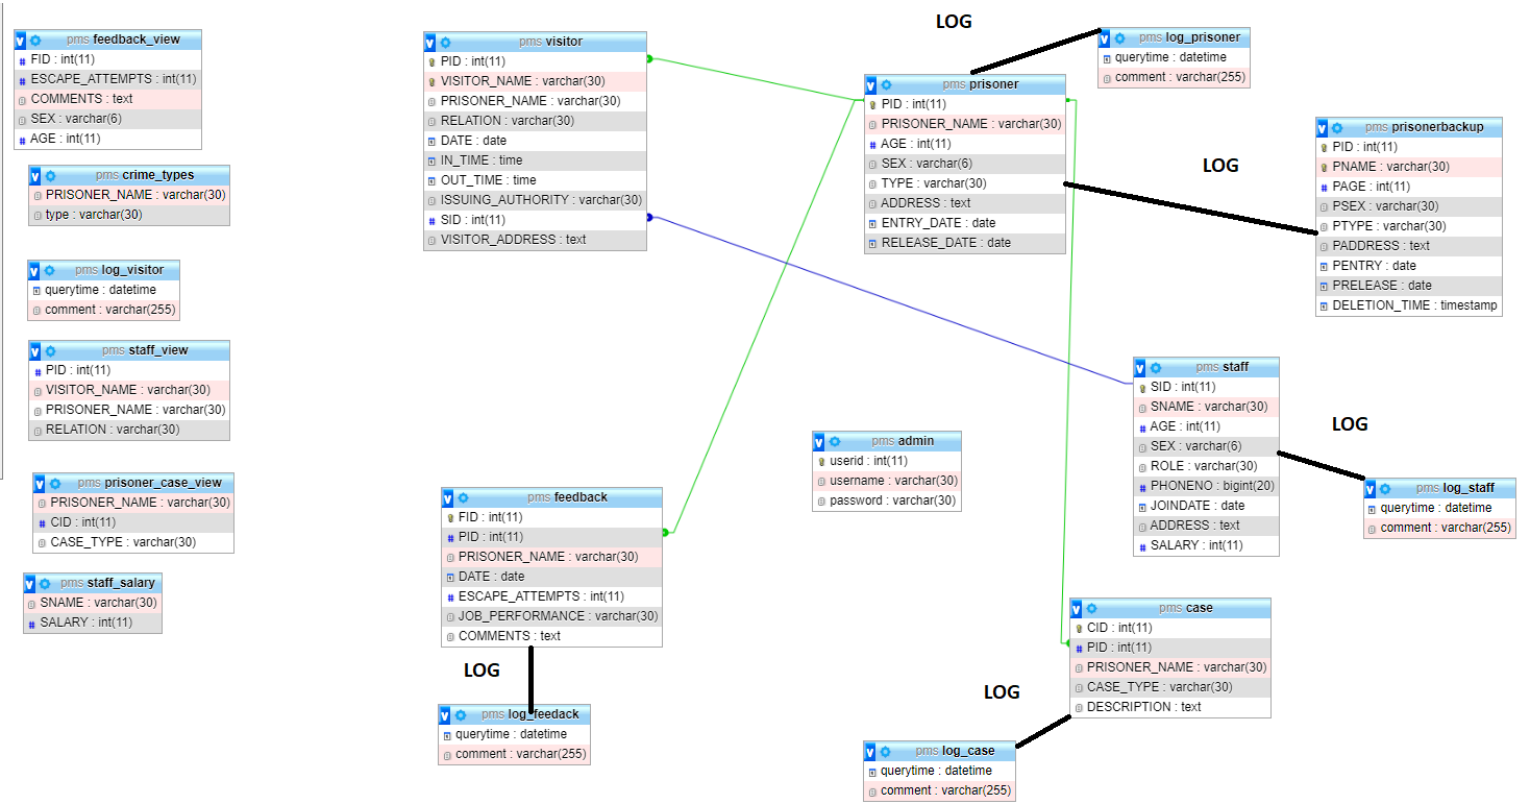 pms feedback_view
FID : int(11)
ESCAPE_ATTEMPTS : int(11)
COMMENTS : text
SEX : varchar(6)
AGE : int(11)
pms crime_types
PRISONER_NAME : varchar(30)
type : varchar(30)
pms log_visitor
querytime : datetime
comment : varchar(255)
pms staff_view
PID : int(11)
VISITOR_NAME : varchar(30)
PRISONER_NAME : varchar(30)
RELATION : varchar(30)
pms prisoner_case_view
PRISONER_NAME : varchar(30)
CID : int(11)
CASE_TYPE : varchar(30)
pms staff_salary
SNAME : varchar(30)
SALARY : int(11)
pms visitor
PID : int(11)
VISITOR_NAME : varchar(30)
PRISONER_NAME : varchar(30)
RELATION : varchar(30)
DATE : date
IN_TIME : time
OUT_TIME : time
ISSUING_AUTHORITY : varchar(30)
SID : int(11)
VISITOR_ADDRESS : text
pms feedback
FID : int(11)
PID : int(11)
PRISONER_NAME : varchar(30)
DATE : date
ESCAPE_ATTEMPTS : int(11)
JOB_PERFORMANCE : varchar(30)
COMMENTS : text
LOG
pms log_feedack
querytime : datetime
comment : varchar(255)
LOG
pms prisoner
PID : int(11)
PRISONER_NAME : varchar(30)
AGE : int(11)
SEX : varchar(6)
TYPE : varchar(30)
ADDRESS : text
ENTRY_DATE : date
RELEASE_DATE : date
pms admin
userid : int(11)
username : varchar(30)
password : varchar(30)
pms log_prisoner
querytime : datetime
comment : varchar(255)
LOG
pms prisonerbackup
PID : int(11)
PNAME : varchar(30)
PAGE : int(11)
PSEX : varchar(30)
PTYPE : varchar(30)
PADDRESS : text
PENTRY : date
PRELEASE : date
DELETION_TIME : timestamp
pms staff
SID : int(11)
SNAME : varchar(30)
AGE : int(11)
SEX : varchar(6)
ROLE : varchar(30)
PHONENO : bigint(20)
JOINDATE : date
ADDRESS : text
SALARY : int(11)
LOG
pms log_staff
querytime : datetime
comment : varchar(255)
pms case
CID : int(11)
PID : int(11)
PRISONER_NAME : varchar(30)
CASE_TYPE : varchar(30)
DESCRIPTION : text
LOG
pms log_case
querytime : datetime
comment : varchar(255)